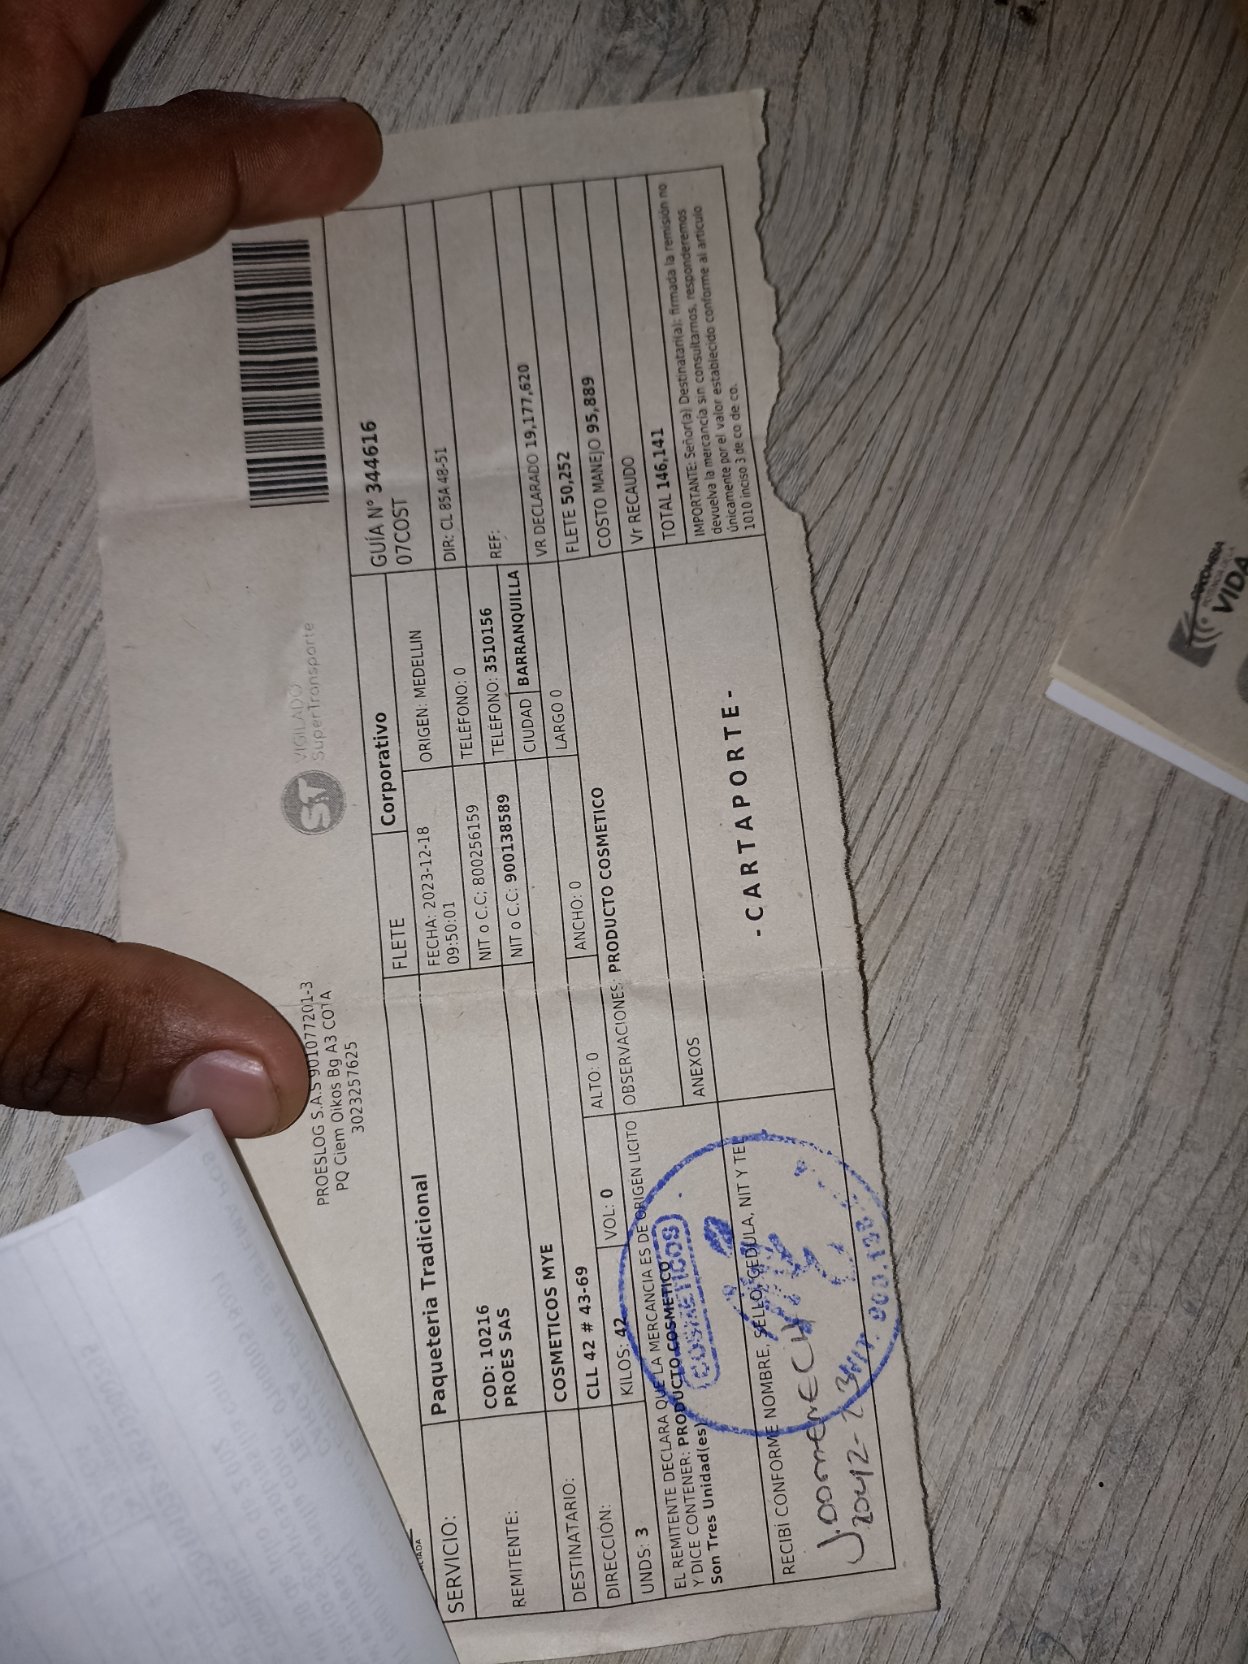 PROESLOG S.A.S 901077201-3
PQ Ciem Oikos Bg A3 COTA
3023257625
ST VIGILADO
SuperTransporte
SERVICIO: Paqueteria Tradicional FLETE Corporativo GUÍA N° 344616
07COST
REMITENTE: COD: 10216
PROES SAS
FECHA: 2023-12-18
09:50:01
ORIGEN: MEDELLIN
DIR: CL 85A 48-51
NIT o C.C: 800256159 TELÉFONO: 0
DESTINATARIO: COSMETICOS MYE NIT o C.C: 900138589 TELÉFONO: 3510156 REF:
DIRECCIÓN: CLL 42 # 43-69 CIUDAD BARRANQUILLA VR DECLARADO 19,177,620
UNDS: 3 KILOS: 42 VOL: 0 ALTO: 0 ANCHO: 0 LARGO 0 FLETE 50,252
COSTO MANEJO 95,889
EL REMITENTE DECLARA QUE LA MERCANCIA ES DE ORIGEN LICITO
Y DICE CONTENER: PRODUCTO COSMETICO
Son Tres Unidad(es)
OBSERVACIONES: PRODUCTO COSMETICO
Vr RECAUDO
ANEXOS
TOTAL 146,141
RECIBÍ CONFORME NOMBRE, SELLO, CEDULA, NIT Y TEL
- CARTAPORTE -
IMPORTANTE: Señor(a) Destinatari(a); firmada la remisión no
devuelva la mercancía sin consultarnos, responderemos
únicamente por el valor establecido conforme al artículo
1010 inciso 3 de co de co.
COSMETICOS
VIDA